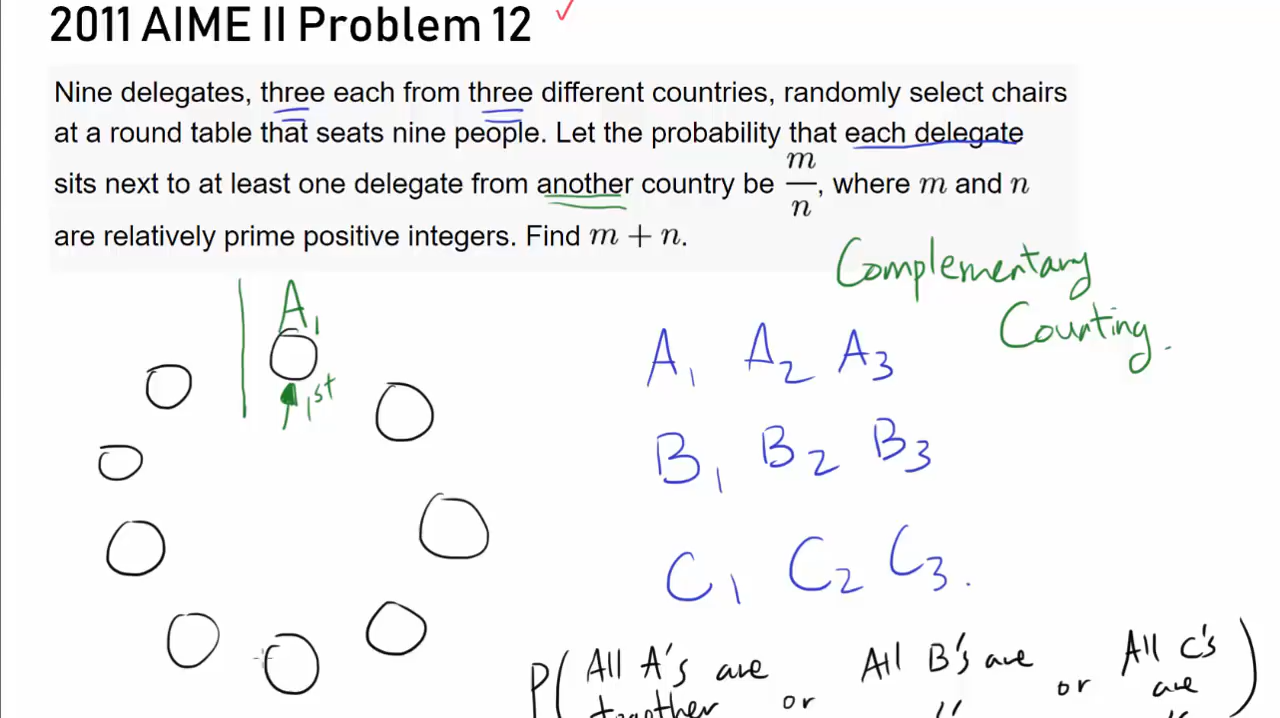 2011 AIME II Problem 12 ✓
Nine delegates, three each from three different countries, randomly select chairs
at a round table that seats nine people. Let the probability that each delegate
sits next to at least one delegate from another country be m/n, where m and n
are relatively prime positive integers. Find m + n.
Complementary
Counting.
A1
1st
A1 A2 A3
B1 B2 B3
C1 C2 C3.
P( All A's are together or All B's are " or All C's are " )